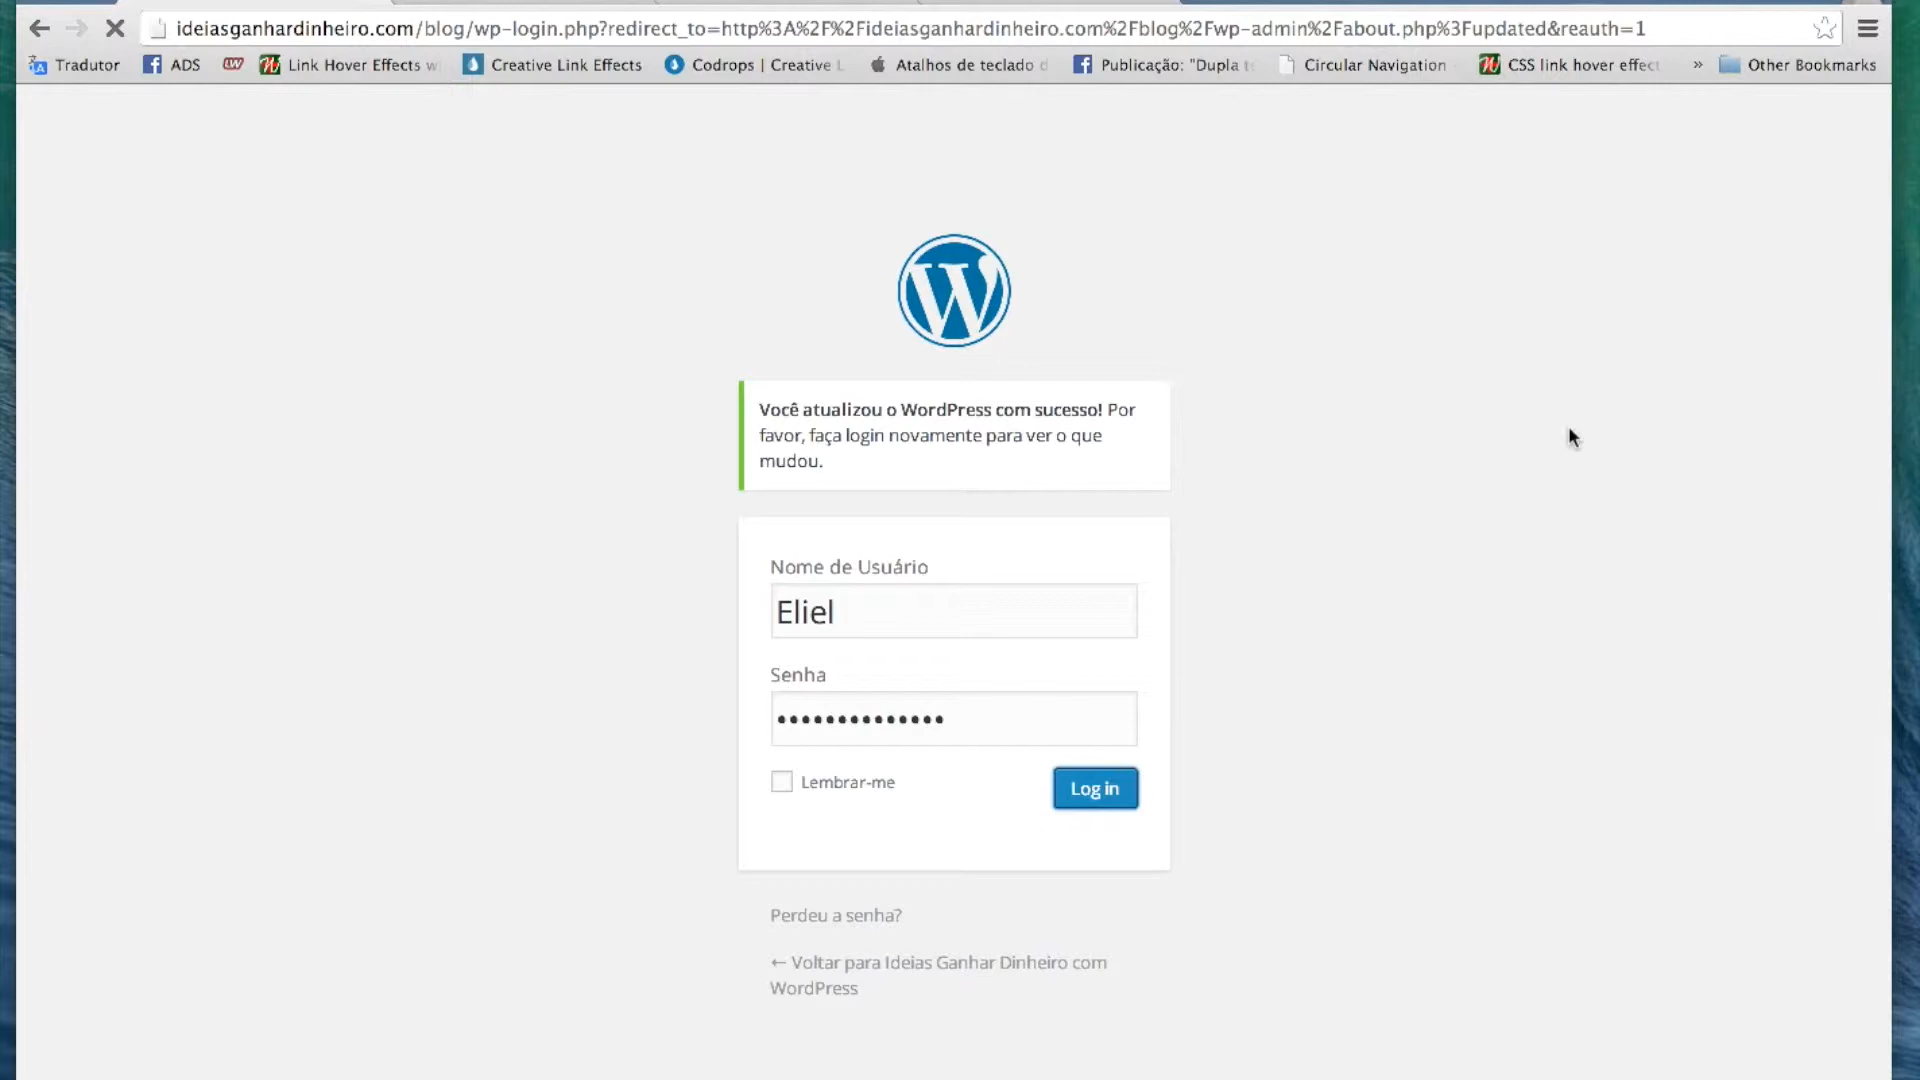 ideiasganhardinheiro.com/blog/wp-login.php?redirect_to=http%3A%2F%2Fideiasganhardinheiro.com%2Fblog%2Fwp-admin%2Fabout.php%3Fupdated&reauth=1
Tradutor ADS Link Hover Effects w Creative Link Effects Codrops | Creative L Atalhos de teclado d Publicação: "Dupla t Circular Navigation CSS link hover effect » Other Bookmarks
Você atualizou o WordPress com sucesso! Por
favor, faça login novamente para ver o que
mudou.
Nome de Usuário
Eliel
Senha
••••••••••••••
Lembrar-me Log in
Perdeu a senha?
← Voltar para Ideias Ganhar Dinheiro com
WordPress